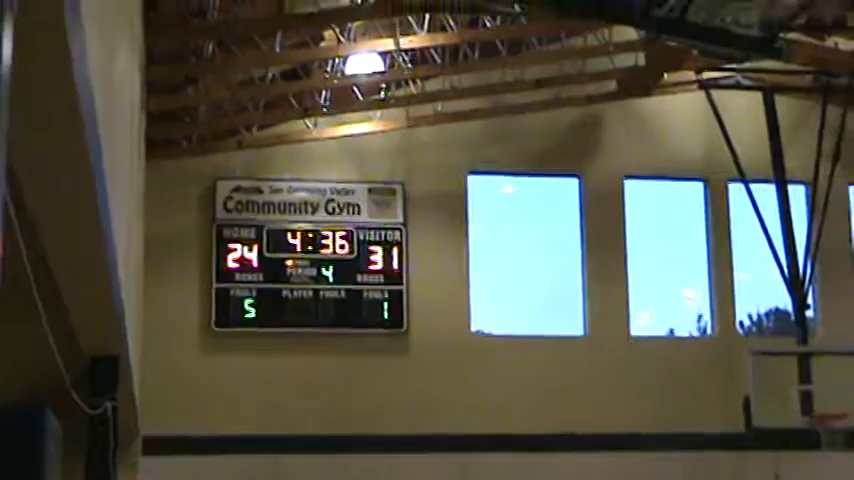 Community Gym
HOME 4:36 VISITOR
24 31
PERIOD 4
BONUS BONUS
FOULS PLAYER FOULS FOULS
5 1